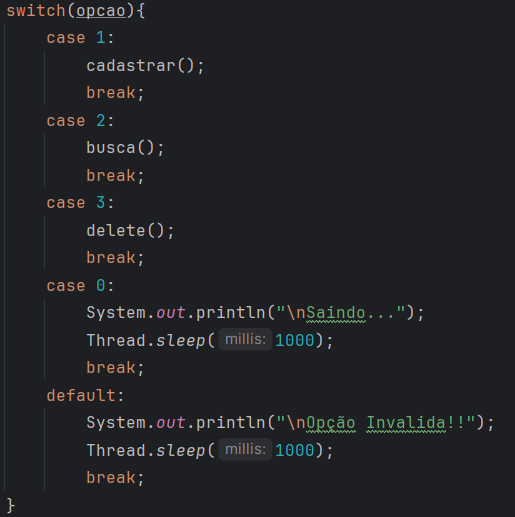 switch(opcao){
case 1:
cadastrar();
break;
case 2:
busca();
break;
case 3:
delete();
break;
case 0:
System.out.println("\nSaindo...");
Thread.sleep( millis: 1000);
break;
default:
System.out.println("\nOpção Invalida!!");
Thread.sleep( millis: 1000);
break;
}